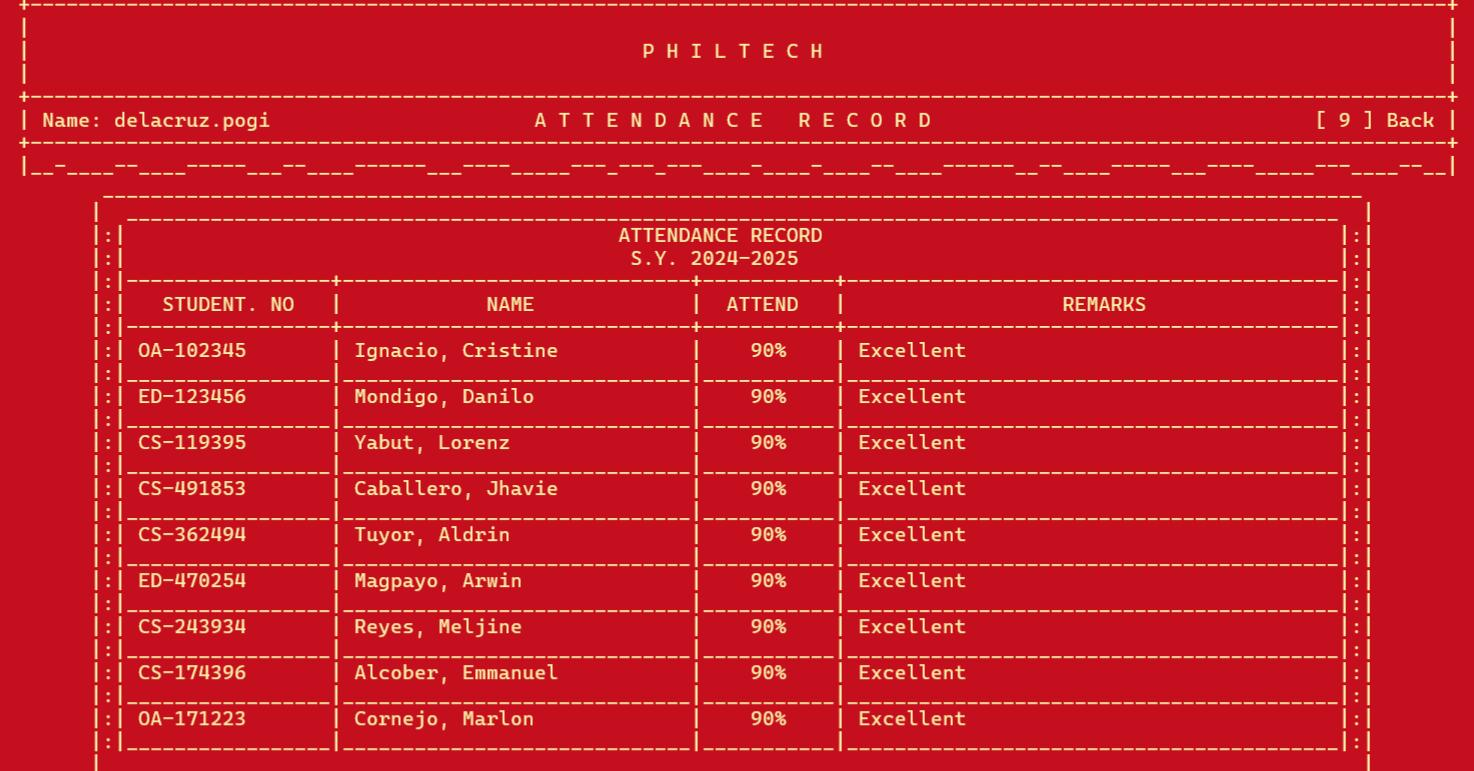 P H I L T E C H
Name: delacruz.pogi A T T E N D A N C E R E C O R D [ 9 ] Back
ATTENDANCE RECORD
S.Y. 2024-2025
STUDENT. NO | NAME | ATTEND | REMARKS
OA-102345 | Ignacio, Cristine | 90% | Excellent
ED-123456 | Mondigo, Danilo | 90% | Excellent
CS-119395 | Yabut, Lorenz | 90% | Excellent
CS-491853 | Caballero, Jhavie | 90% | Excellent
CS-362494 | Tuyor, Aldrin | 90% | Excellent
ED-470254 | Magpayo, Arwin | 90% | Excellent
CS-243934 | Reyes, Meljine | 90% | Excellent
CS-174396 | Alcober, Emmanuel | 90% | Excellent
OA-171223 | Cornejo, Marlon | 90% | Excellent